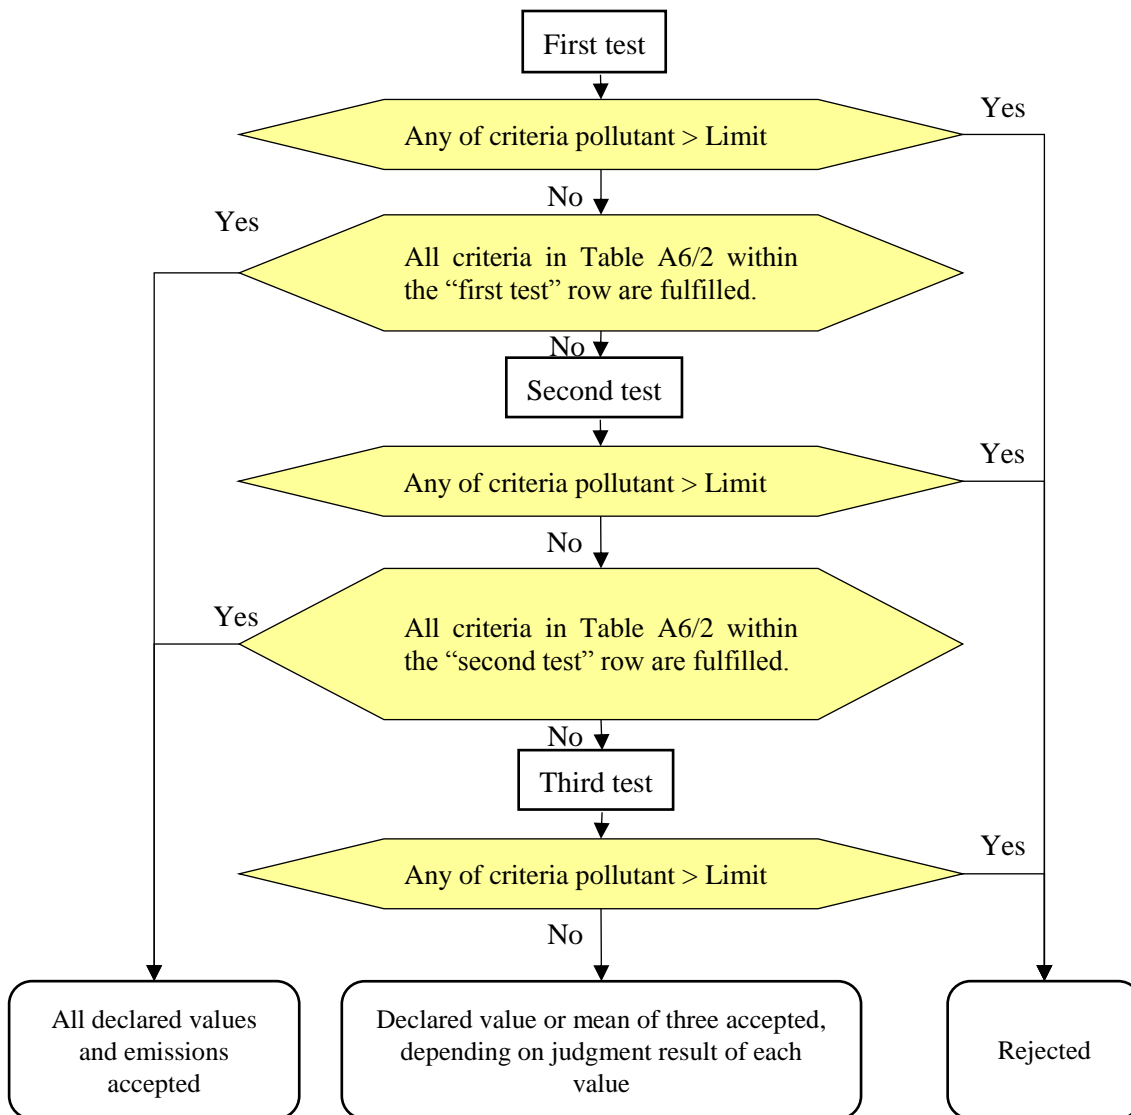 First test
Yes
Any of criteria pollutant > Limit
No
Yes
All criteria in Table A6/2 within
the “first test” row are fulfilled.
No
Second test
Yes
Any of criteria pollutant > Limit
No
Yes
All criteria in Table A6/2 within
the “second test” row are fulfilled.
No
Third test
Yes
Any of criteria pollutant > Limit
No
All declared values
and emissions
accepted
Declared value or mean of three accepted,
depending on judgment result of each
value
Rejected